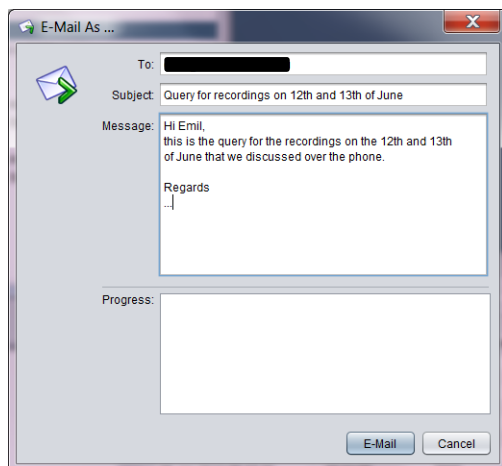 E-Mail As ...
To:
Subject: Query for recordings on 12th and 13th of June
Message: Hi Emil,
this is the query for the recordings on the 12th and 13th
of June that we discussed over the phone.
Regards
...
Progress:
E-Mail Cancel